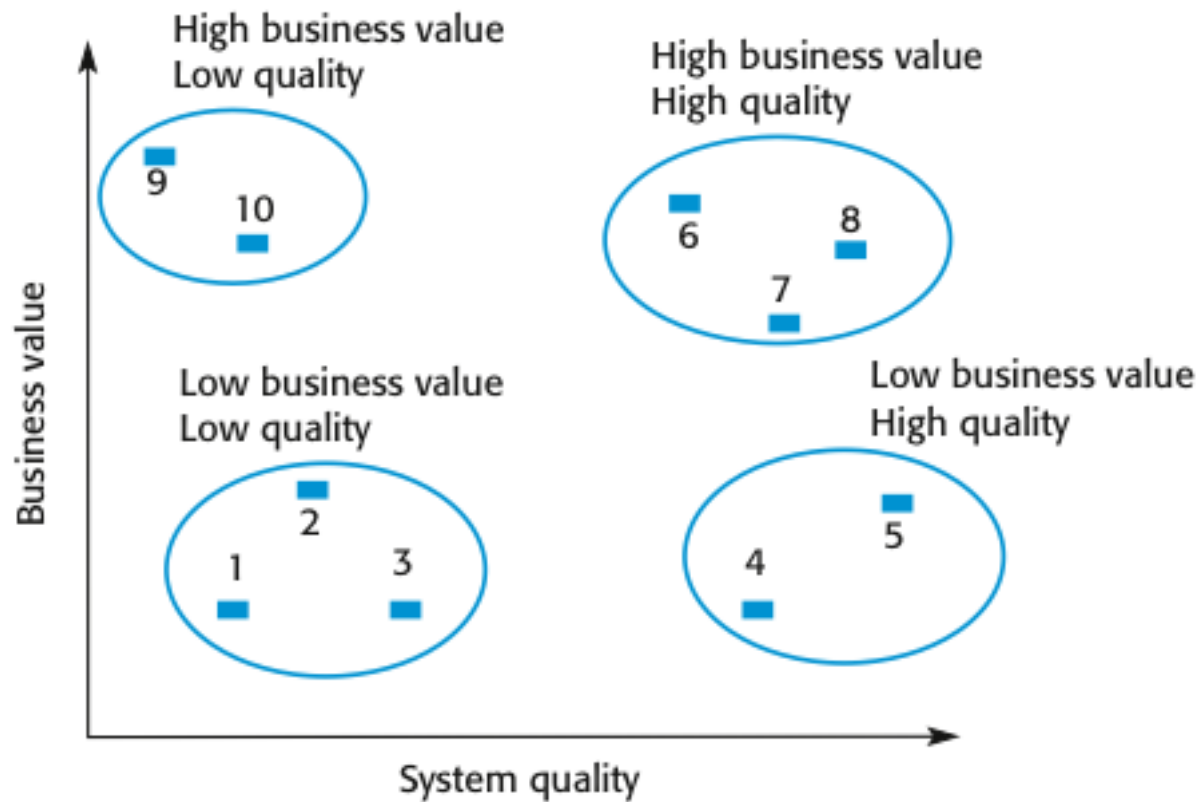 High business value
Low quality
High business value
High quality
9
10
6
8
7
Business value
Low business value
Low quality
Low business value
High quality
2
1
3
5
4
System quality